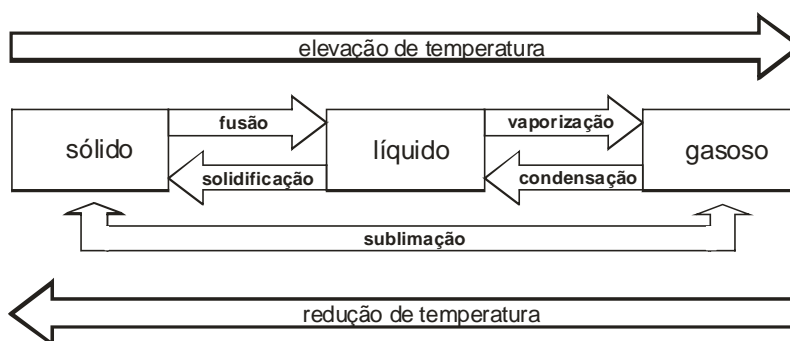 elevação de temperatura
fusão
vaporização
sólido
líquido
gasoso
solidificação
condensação
sublimação
redução de temperatura